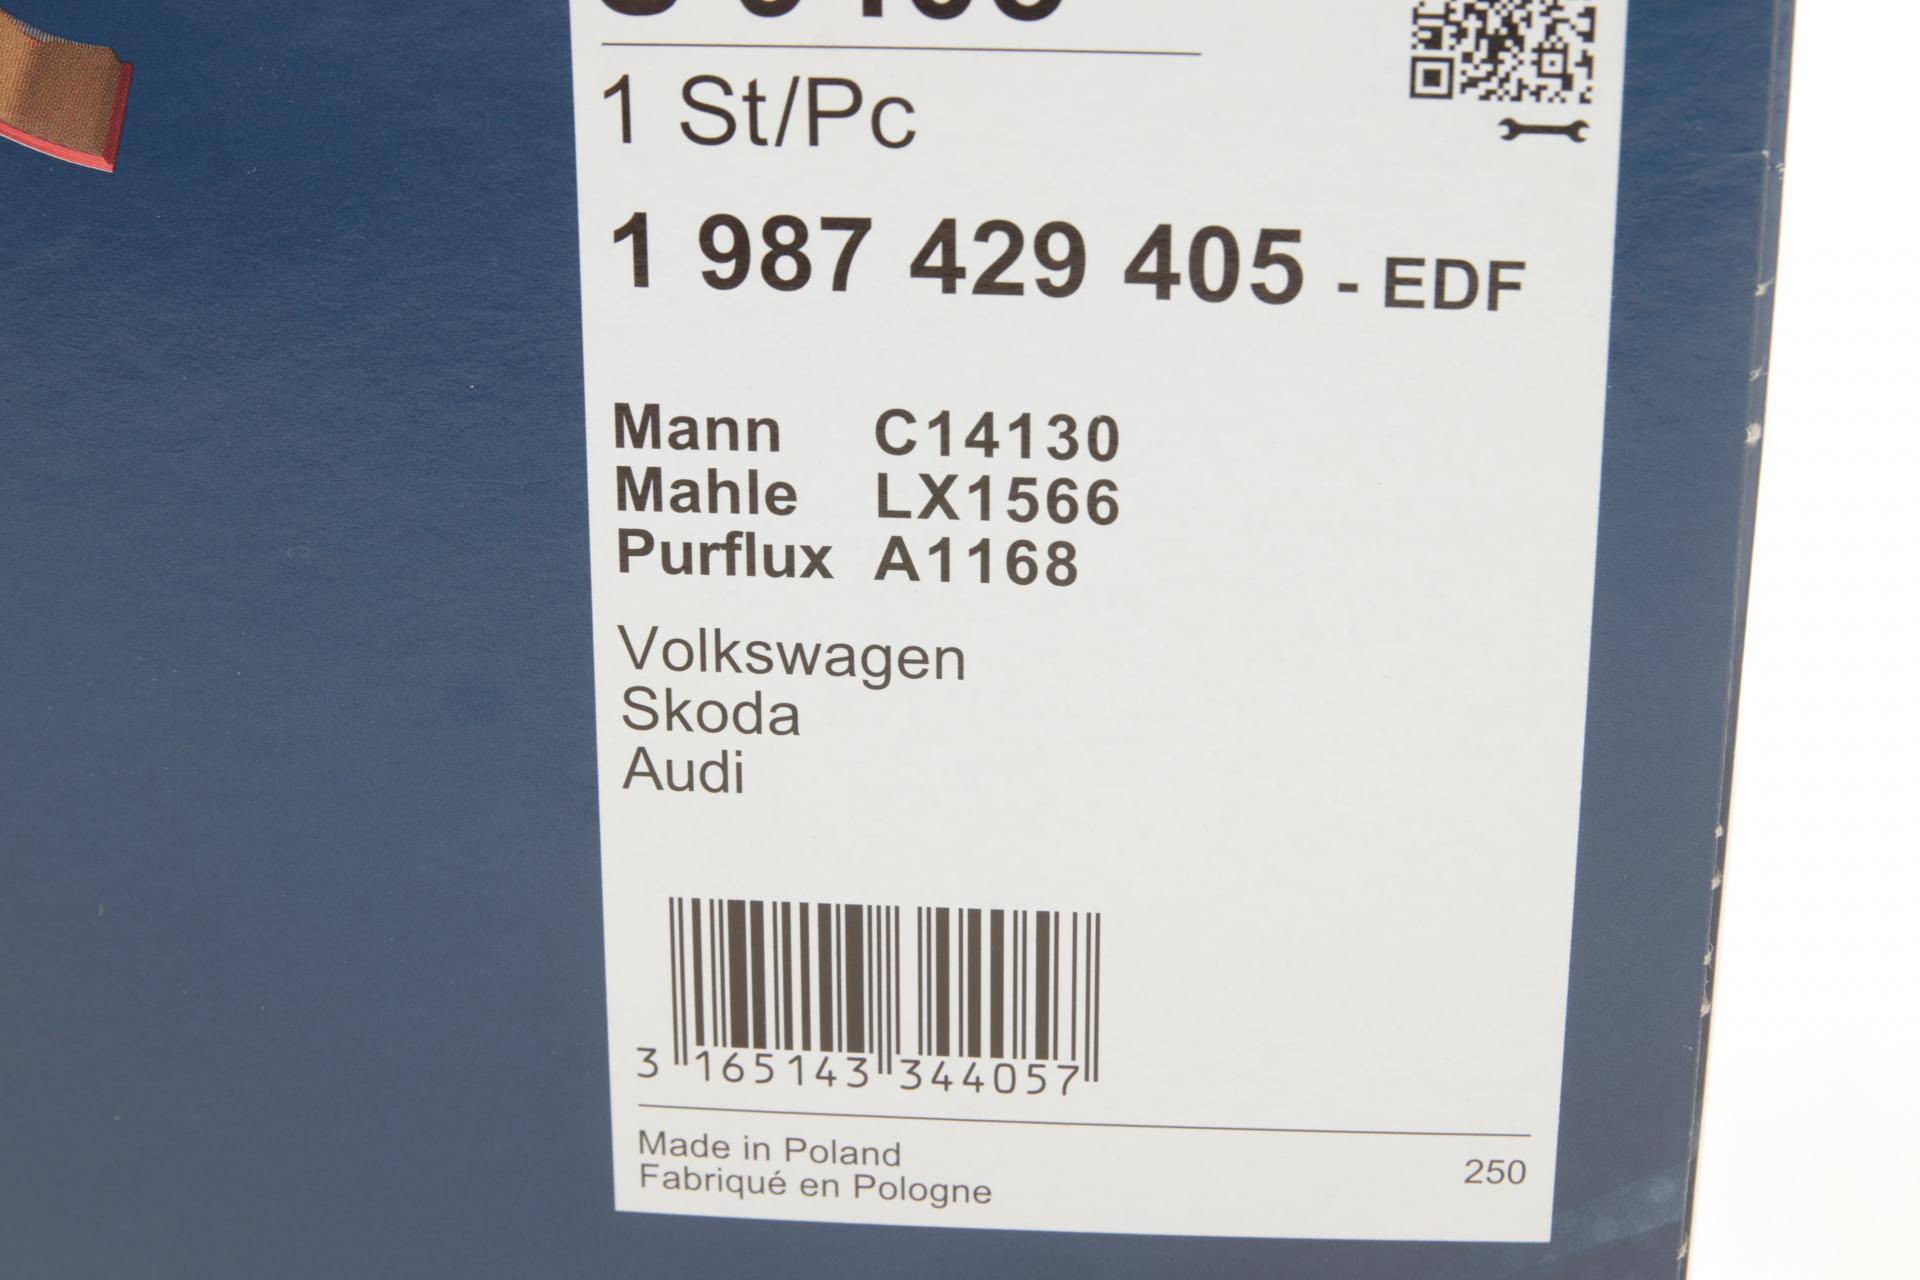 1 St/Pc
1 987 429 405 - EDF
Mann C14130
Mahle LX1566
Purflux A1168
Volkswagen
Skoda
Audi
3 165143 344057
Made in Poland
Fabriqué en Pologne
250